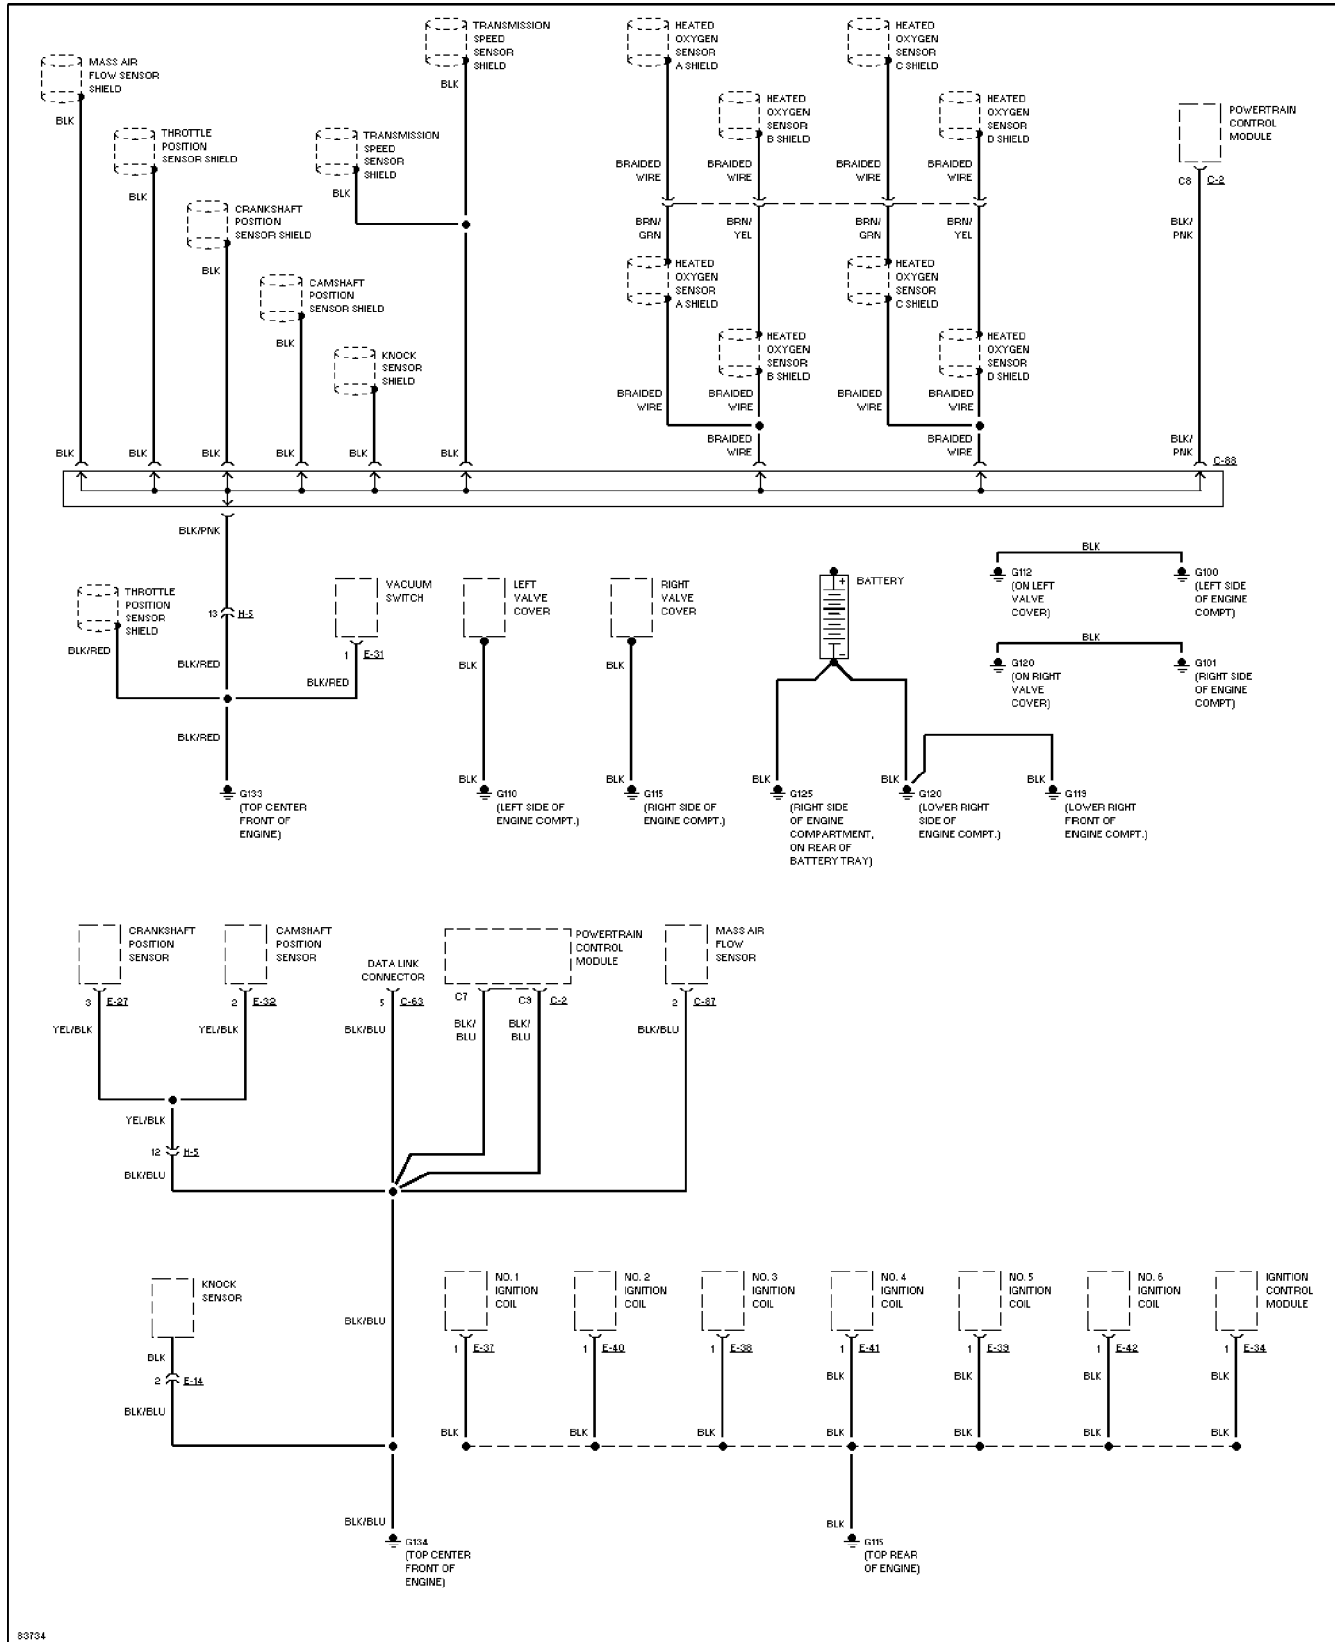 TRANSMISSION
SPEED
SENSOR
SHIELD
BLK
HEATED
OXYGEN
SENSOR
A SHIELD
HEATED
OXYGEN
SENSOR
C SHIELD
MASS AIR
FLOW SENSOR
SHIELD
BLK
HEATED
OXYGEN
SENSOR
B SHIELD
HEATED
OXYGEN
SENSOR
D SHIELD
POWERTRAIN
CONTROL
MODULE
C8 C-2
THROTTLE
POSITION
SENSOR SHIELD
BLK
TRANSMISSION
SPEED
SENSOR
SHIELD
BLK
BRAIDED
WIRE
BRAIDED
WIRE
BRAIDED
WIRE
BRAIDED
WIRE
CRANKSHAFT
POSITION
SENSOR SHIELD
BLK
BRN/
GRN
BRN/
YEL
BRN/
GRN
BRN/
YEL
BLK/
PNK
CAMSHAFT
POSITION
SENSOR SHIELD
BLK
HEATED
OXYGEN
SENSOR
A SHIELD
HEATED
OXYGEN
SENSOR
C SHIELD
KNOCK
SENSOR
SHIELD
HEATED
OXYGEN
SENSOR
B SHIELD
HEATED
OXYGEN
SENSOR
D SHIELD
BRAIDED
WIRE
BRAIDED
WIRE
BRAIDED
WIRE
BRAIDED
WIRE
BLK
BLK
BLK
BLK
BLK
BLK
BRAIDED
WIRE
BRAIDED
WIRE
BLK/
PNK
C-88
BLK/PNK
13 H-5
THROTTLE
POSITION
SENSOR
SHIELD
BLK/RED
BLK/RED
VACUUM
SWITCH
1 E-31
BLK/RED
BLK/RED
G133
(TOP CENTER
FRONT OF
ENGINE)
LEFT
VALVE
COVER
BLK
BLK
G110
(LEFT SIDE OF
ENGINE COMPT.)
RIGHT
VALVE
COVER
BLK
BLK
G115
(RIGHT SIDE OF
ENGINE COMPT.)
+
BATTERY
-
BLK
G125
(RIGHT SIDE
OF ENGINE
COMPARTMENT,
ON REAR OF
BATTERY TRAY)
BLK
G120
(LOWER RIGHT
SIDE OF
ENGINE COMPT.)
BLK
G119
(LOWER RIGHT
FRONT OF
ENGINE COMPT.)
BLK
G112
(ON LEFT
VALVE
COVER)
G100
(LEFT SIDE
OF ENGINE
COMPT)
BLK
G120
(ON RIGHT
VALVE
COVER)
G101
(RIGHT SIDE
OF ENGINE
COMPT)
CRANKSHAFT
POSITION
SENSOR
3 E-27
YEL/BLK
CAMSHAFT
POSITION
SENSOR
2 E-32
YEL/BLK
DATA LINK
CONNECTOR
5 C-63
BLK/BLU
POWERTRAIN
CONTROL
MODULE
C7 C9 C-2
BLK/
BLU
BLK/
BLU
MASS AIR
FLOW
SENSOR
2 C-87
BLK/BLU
YEL/BLK
12 H-5
BLK/BLU
KNOCK
SENSOR
BLK
2 E-14
BLK/BLU
BLK/BLU
BLK/BLU
G134
(TOP CENTER
FRONT OF
ENGINE)
NO. 1
IGNITION
COIL
1 E-37
NO. 2
IGNITION
COIL
1 E-40
NO. 3
IGNITION
COIL
1 E-38
NO. 4
IGNITION
COIL
1 E-41
NO. 5
IGNITION
COIL
1 E-39
NO. 6
IGNITION
COIL
1 E-42
IGNITION
CONTROL
MODULE
1 E-34
BLK
BLK
BLK
BLK
BLK
BLK
BLK
BLK
BLK
BLK
BLK
BLK
G115
(TOP REAR
OF ENGINE)
83734